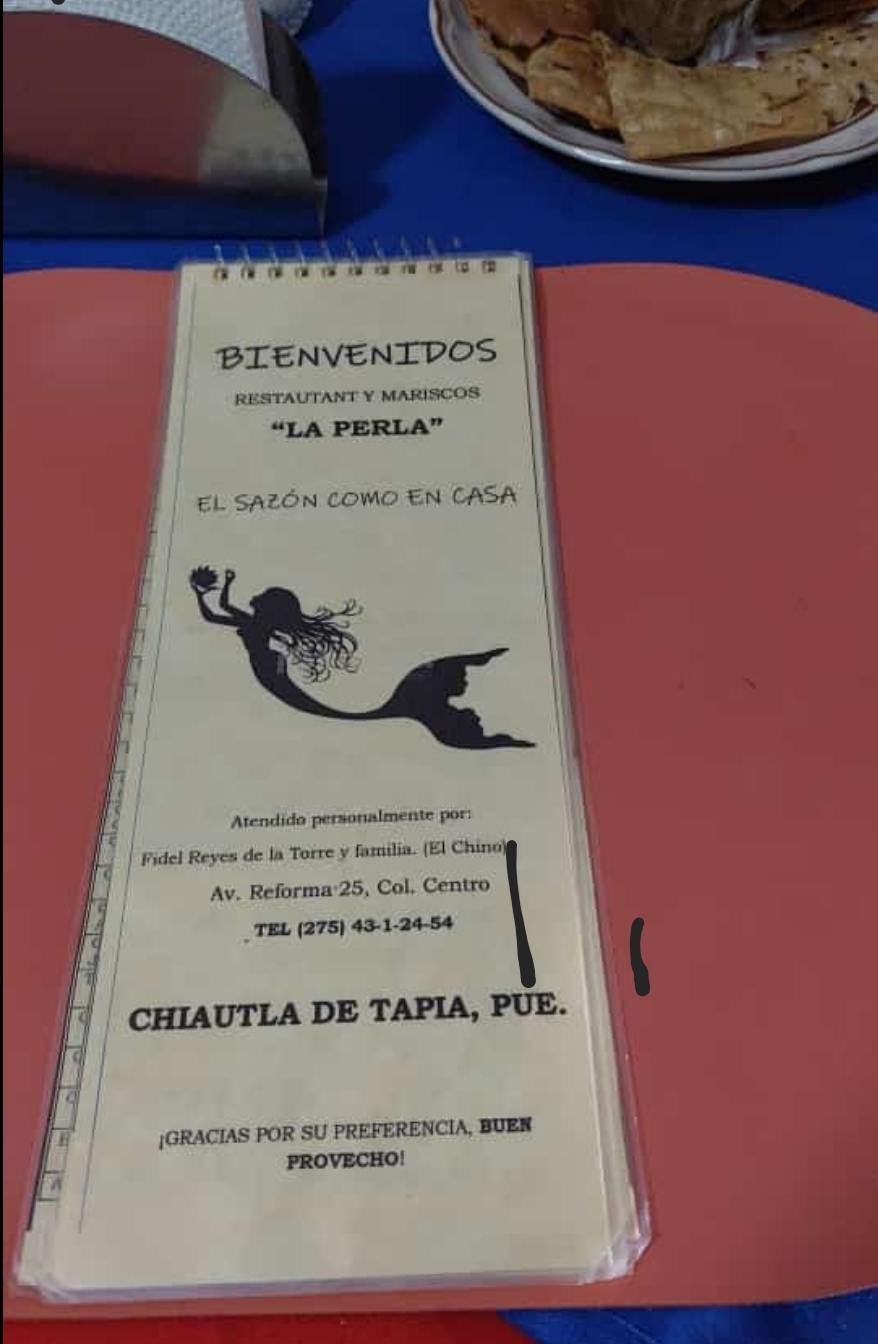 BIENVENIDOS
RESTAUTANT Y MARISCOS
“LA PERLA”
EL SAZÓN COMO EN CASA
Atendido personalmente por:
Fidel Reyes de la Torre y familia. (El Chino)
Av. Reforma 25, Col. Centro
TEL (275) 43-1-24-54
CHIAUTLA DE TAPIA, PUE.
¡GRACIAS POR SU PREFERENCIA, BUEN
PROVECHO!